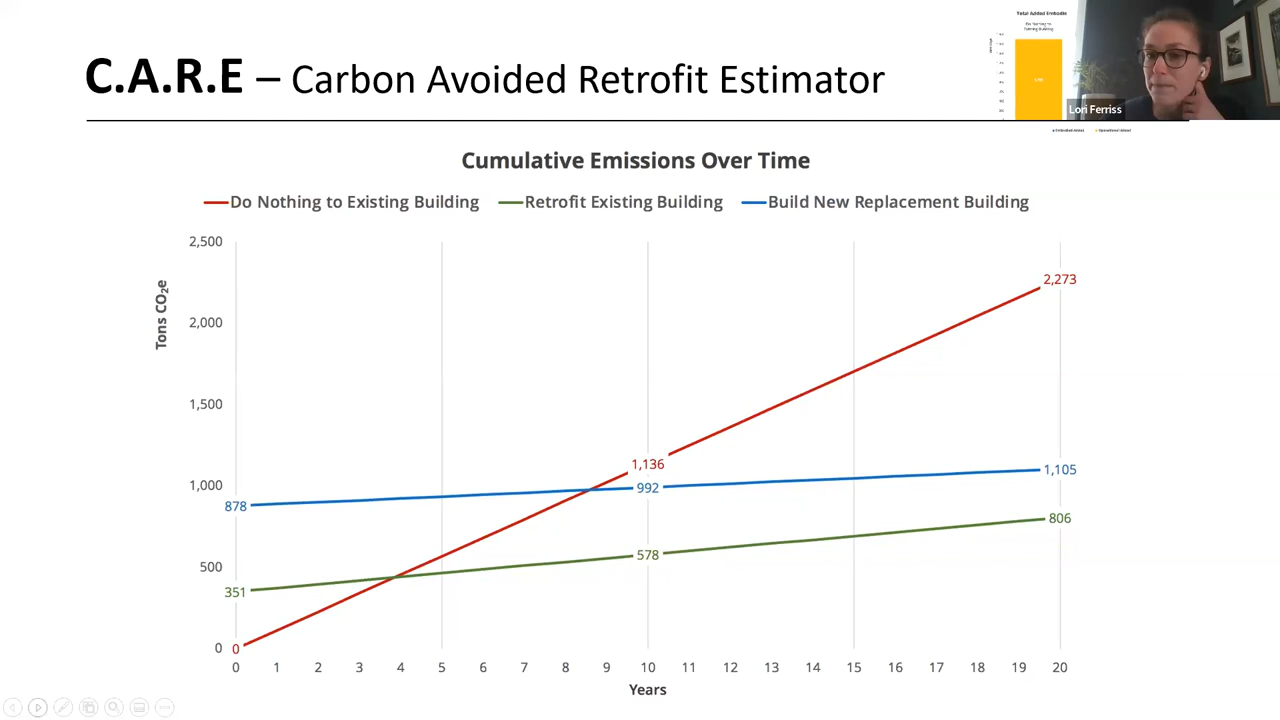 C.A.R.E – Carbon Avoided Retrofit Estimator
Total Added Embodie
Lori Ferriss
Cumulative Emissions Over Time
Do Nothing to Existing Building
Retrofit Existing Building
Build New Replacement Building
Tons CO₂e
2,500
2,000
1,500
1,000
500
0
2,273
1,136
992
1,105
878
806
578
351
0
0 1 2 3 4 5 6 7 8 9 10 11 12 13 14 15 16 17 18 19 20
Years